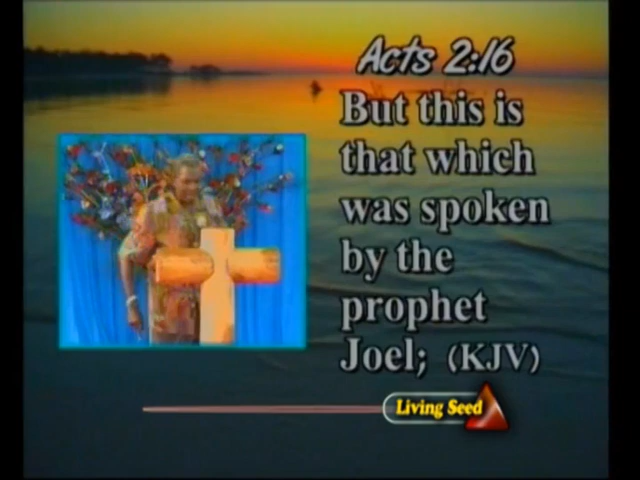 Acts 2:16
But this is
that which
was spoken
by the
prophet
Joel; (KJV)
Living Seed